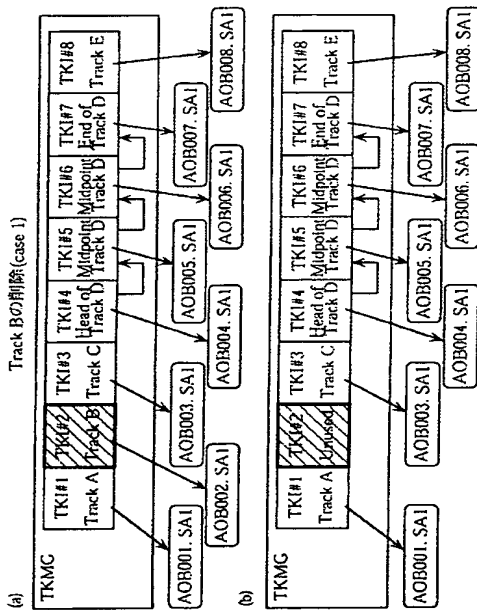 Track Bの削除(case 1)
(a)
TKMG
TKI#1
Track A
TKI#2
Track B
TKI#3
Track C
TKI#4
Head of
Track D
TKI#5
Midpoint
Track D
TKI#6
Midpoint
Track D
TKI#7
End of
Track D
TKI#8
Track E
AOB001. SA1
AOB002. SA1
AOB003. SA1
AOB004. SA1
AOB005. SA1
AOB006. SA1
AOB007. SA1
AOB008. SA1
(b)
TKMG
TKI#1
Track A
TKI#2
Unused
TKI#3
Track C
TKI#4
Head of
Track D
TKI#5
Midpoint
Track D
TKI#6
Midpoint
Track D
TKI#7
End of
Track D
TKI#8
Track E
AOB001. SA1
AOB003. SA1
AOB004. SA1
AOB005. SA1
AOB006. SA1
AOB007. SA1
AOB008. SA1